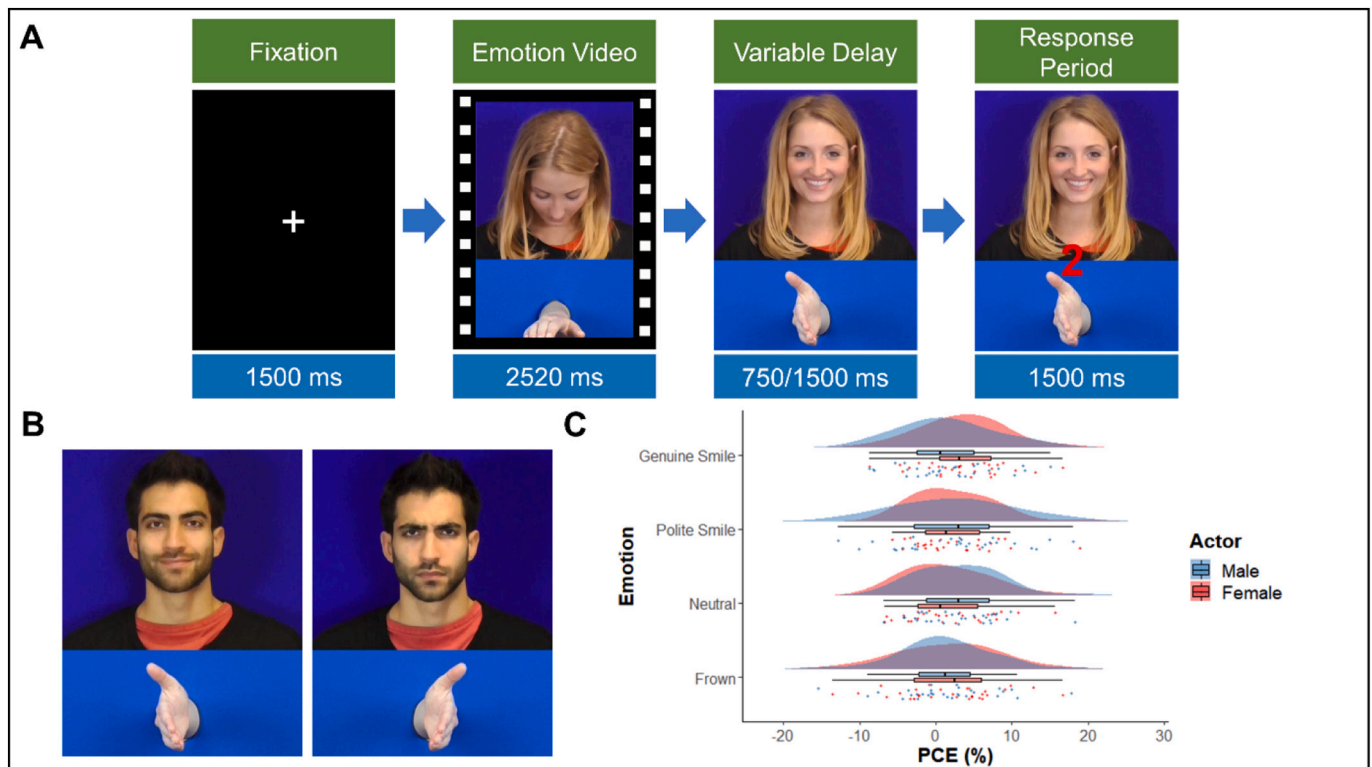 A
Fixation
Emotion Video
Variable Delay
Response
Period
+
2
1500 ms
2520 ms
750/1500 ms
1500 ms
B
C
Emotion
Genuine Smile
Polite Smile
Neutral
Frown
-20
-10
0
10
20
30
PCE (%)
Actor
Male
Female